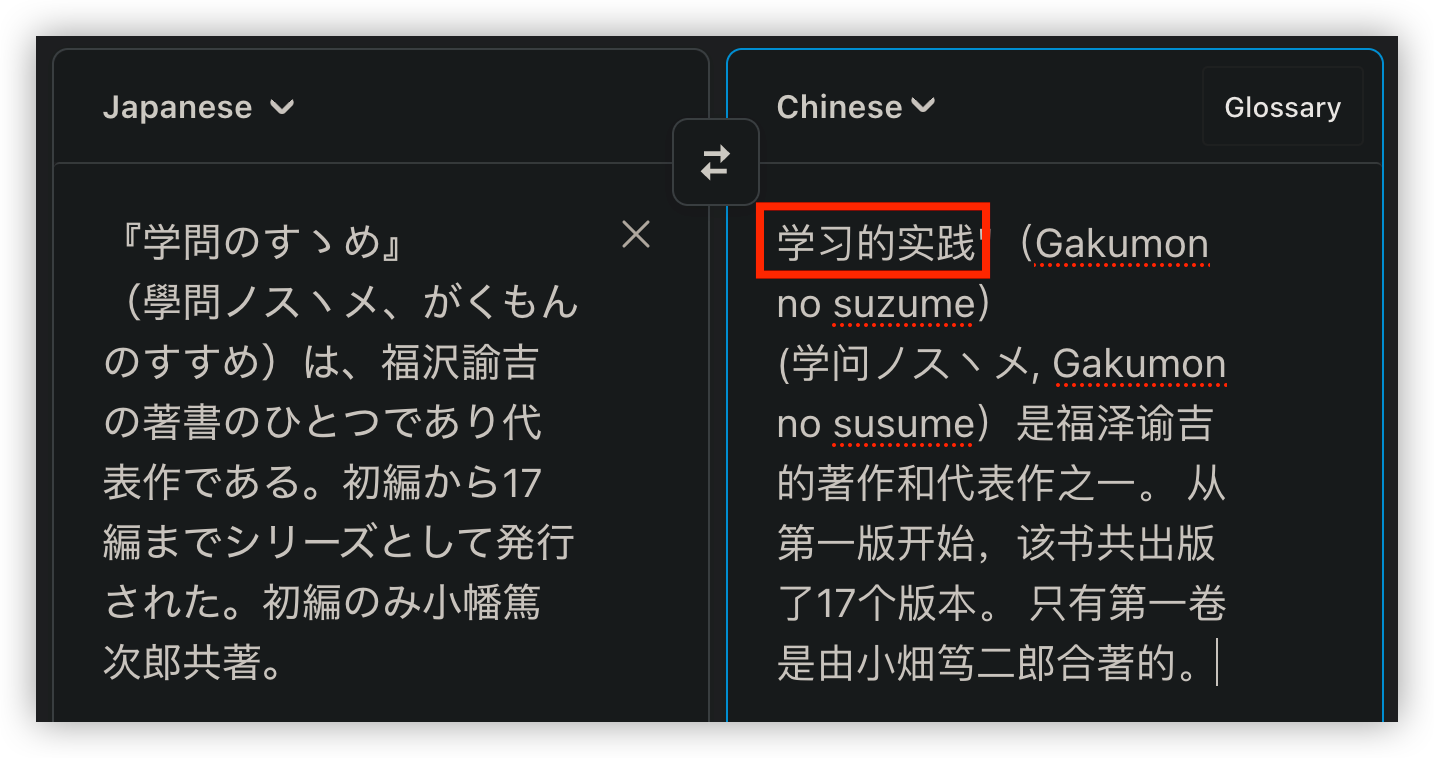 Japanese
『学問のすゝめ』
（學問ノスヽメ、がくもん
のすすめ）は、福沢諭吉
の著書のひとつであり代
表作である。初編から17
編までシリーズとして発行
された。初編のみ小幡篤
次郎共著。
Chinese
Glossary
学习的实践'（Gakumon
no suzume）
(学问ノスヽメ, Gakumon
no susume）是福泽谕吉
的著作和代表作之一。 从
第一版开始，该书共出版
了17个版本。 只有第一卷
是由小畑笃二郎合著的。